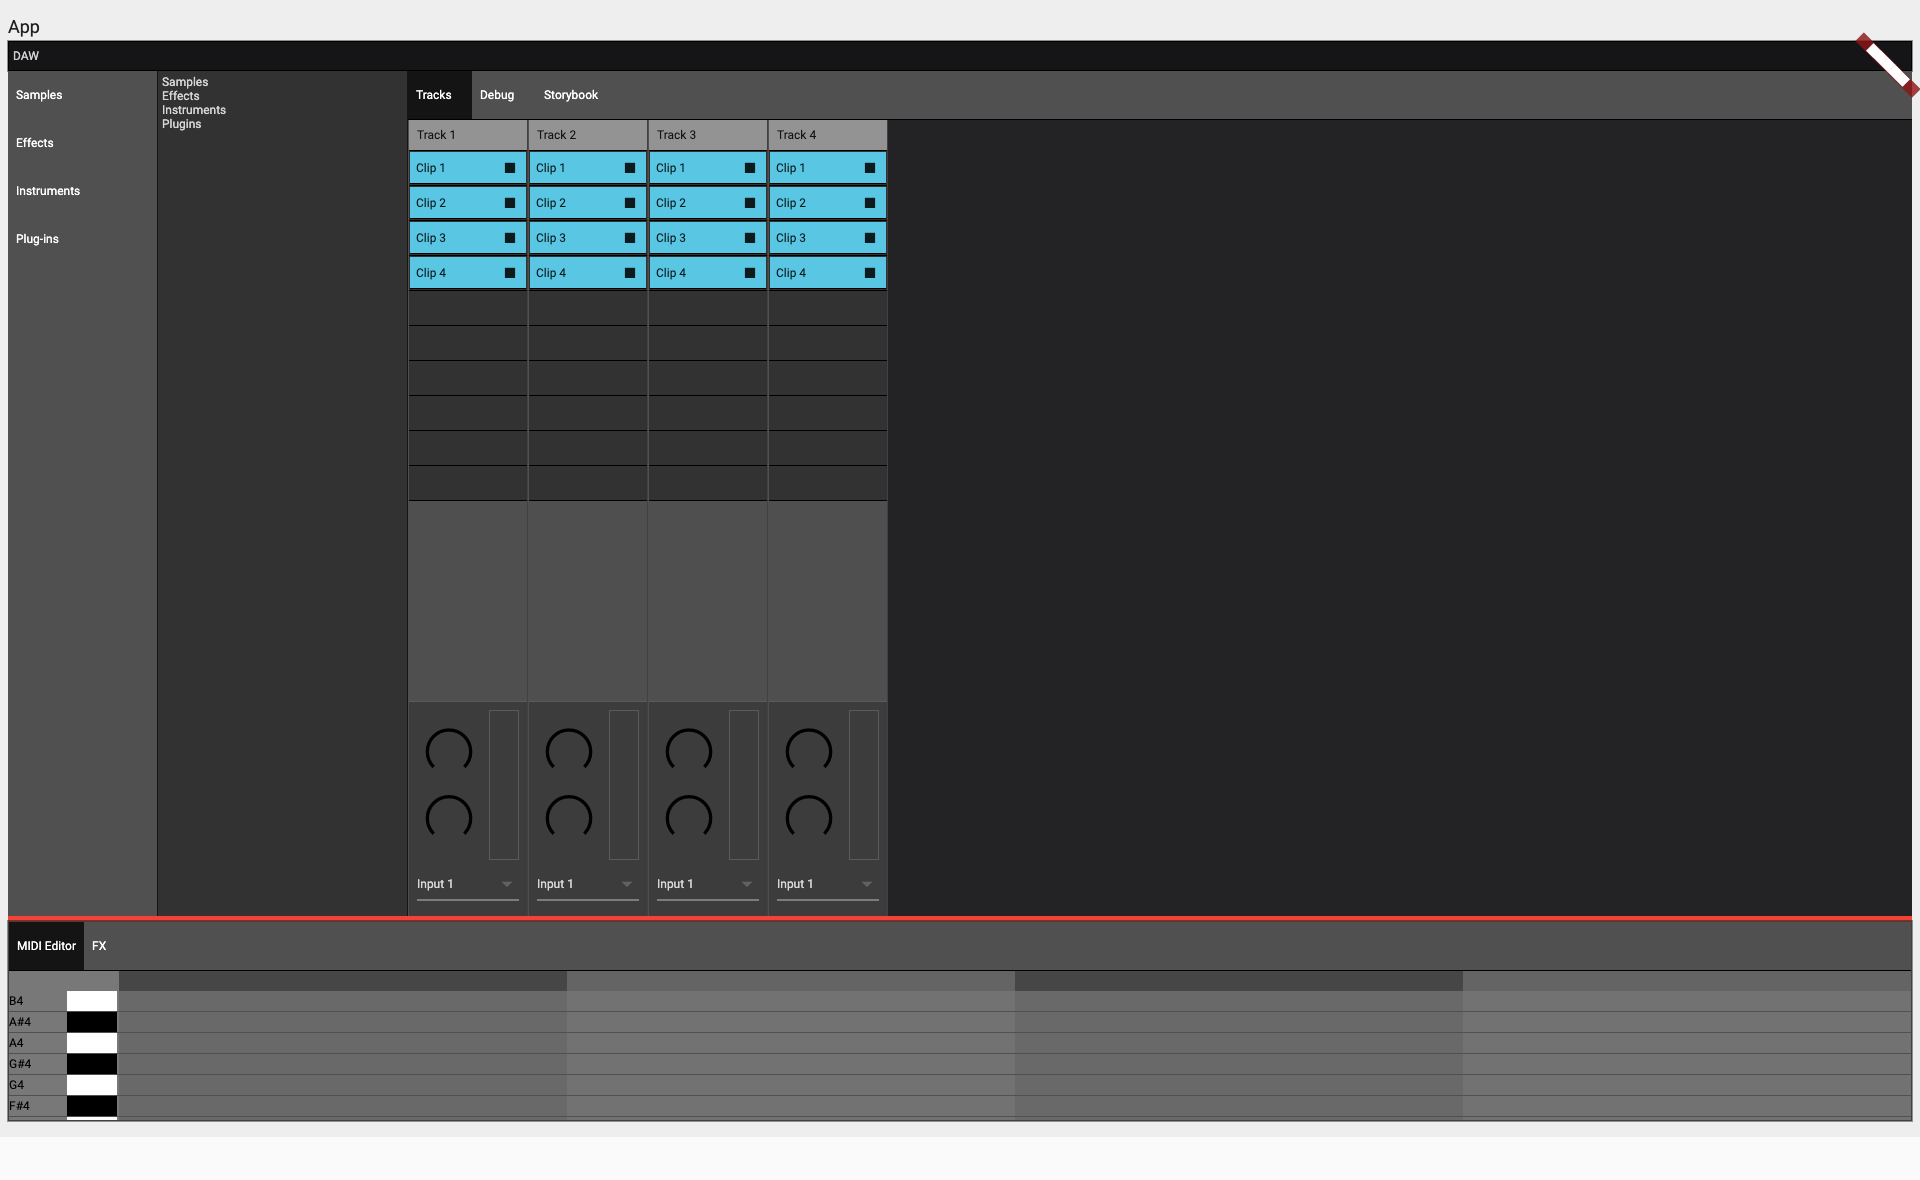 App
DAW
Samples
Effects
Instruments
Plug-ins
Samples
Effects
Instruments
Plugins
Tracks Debug Storybook
Track 1 Track 2 Track 3 Track 4
Clip 1 Clip 1 Clip 1 Clip 1
Clip 2 Clip 2 Clip 2 Clip 2
Clip 3 Clip 3 Clip 3 Clip 3
Clip 4 Clip 4 Clip 4 Clip 4
Input 1 Input 1 Input 1 Input 1
MIDI Editor FX
B4
A#4
A4
G#4
G4
F#4